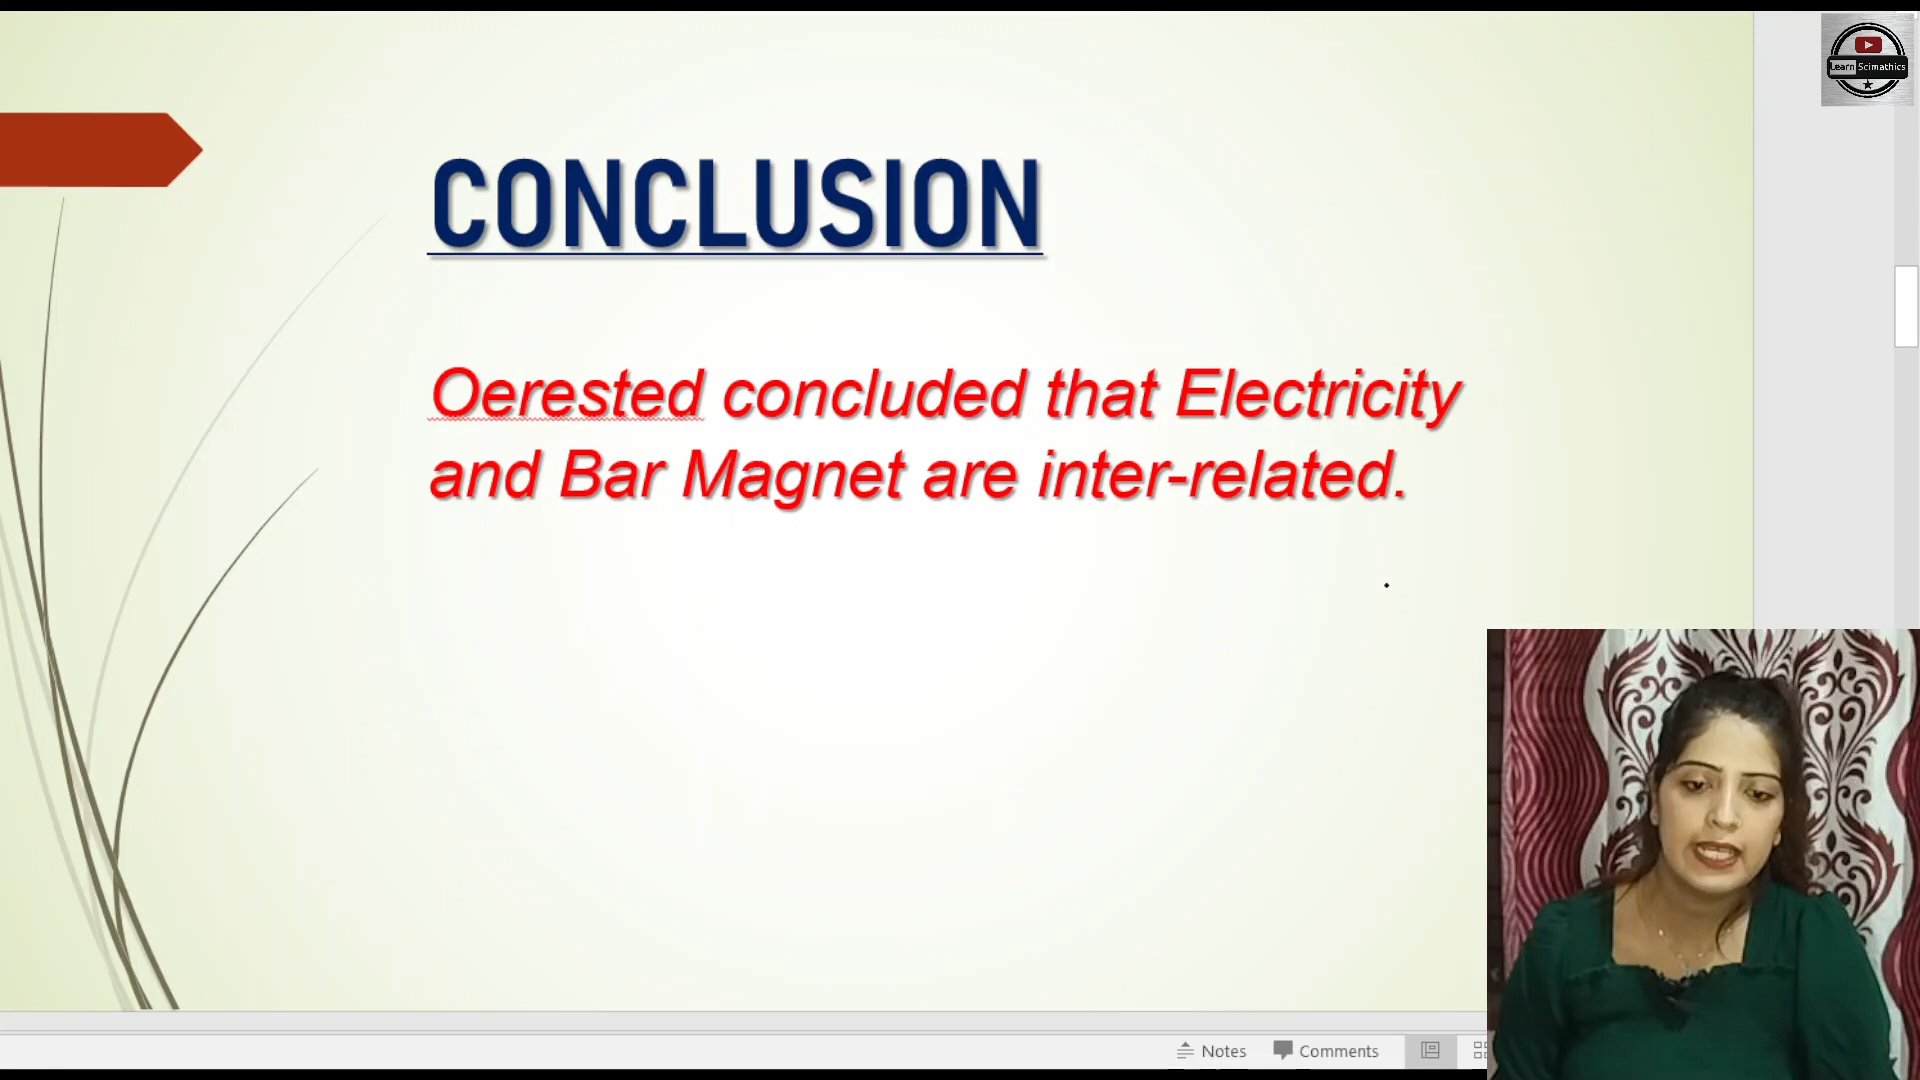 Learn Scimathics
CONCLUSION
Oerested concluded that Electricity
and Bar Magnet are inter-related.
Notes Comments